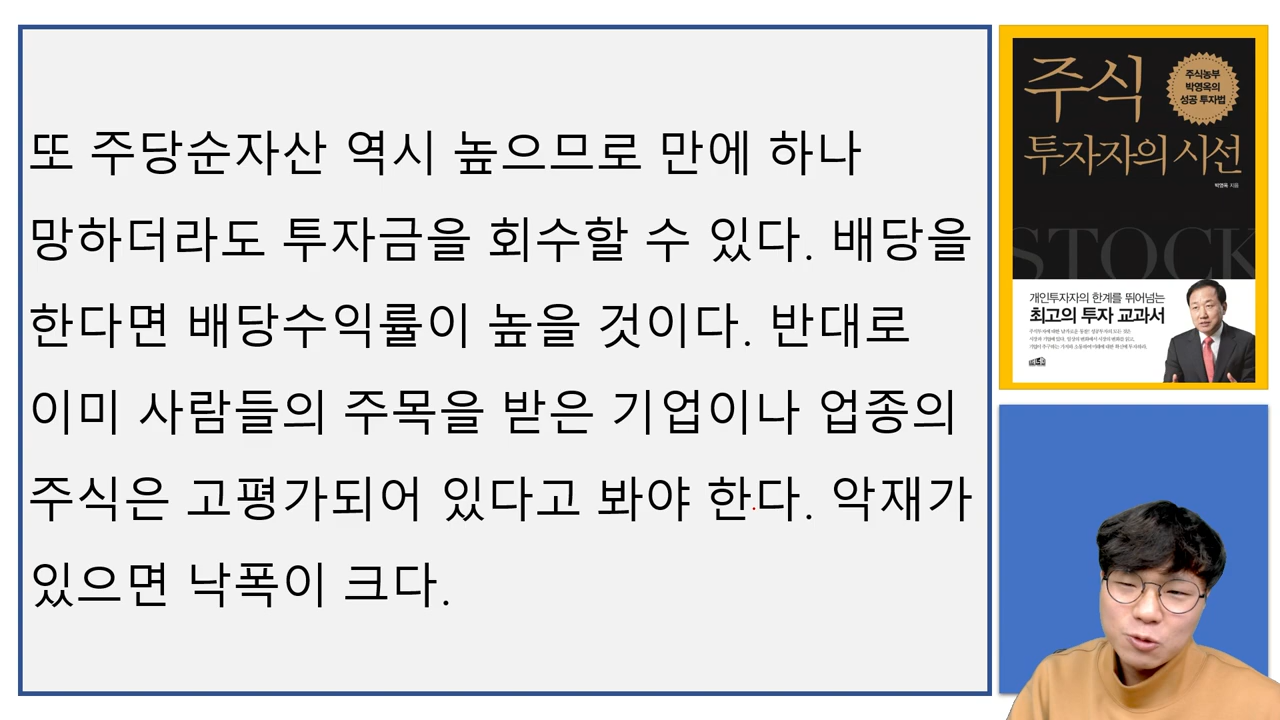 또 주당순자산 역시 높으므로 만에 하나
망하더라도 투자금을 회수할 수 있다. 배당을
한다면 배당수익률이 높을 것이다. 반대로
이미 사람들의 주목을 받은 기업이나 업종의
주식은 고평가되어 있다고 봐야 한다. 악재가
있으면 낙폭이 크다.
주식
투자자의 시선
주식농부
박영옥의
성공 투자법
박영옥 지음
STOCK
개인투자자의 한계를 뛰어넘는
최고의 투자 교과서